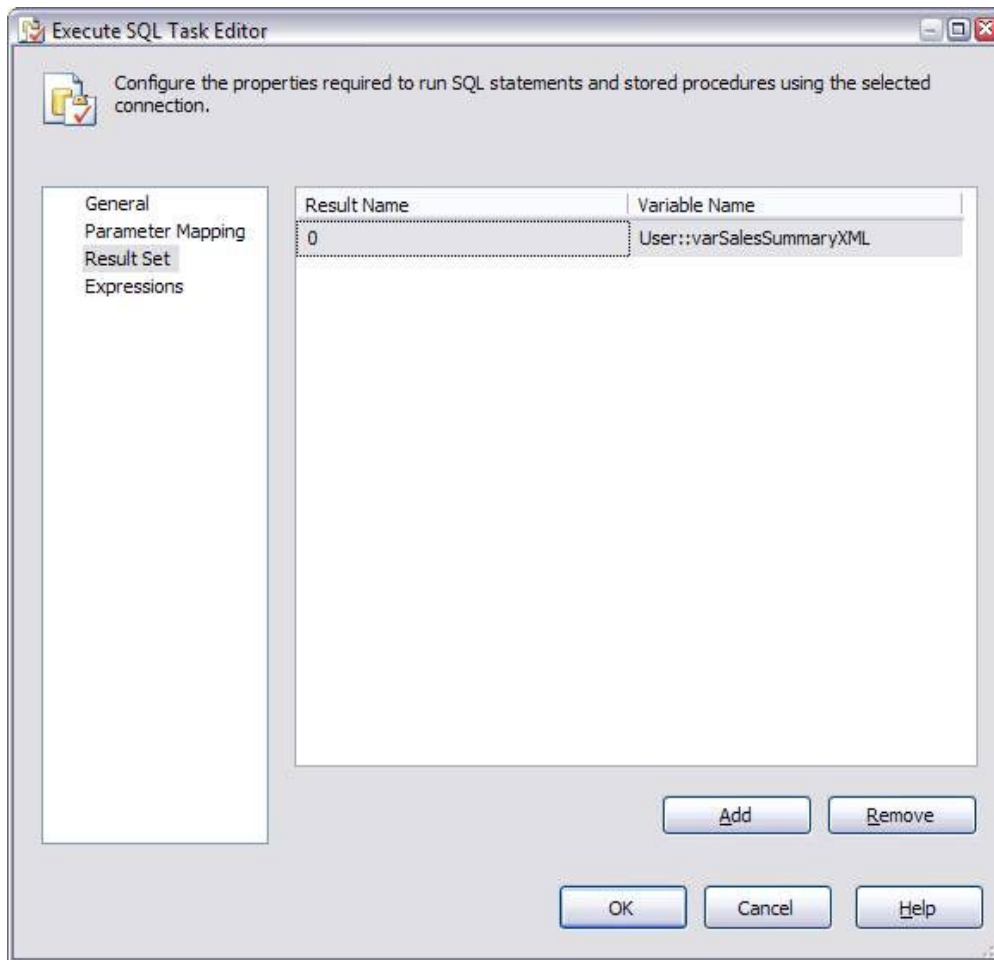 Execute SQL Task Editor
Configure the properties required to run SQL statements and stored procedures using the selected
connection.
General
Parameter Mapping
Result Set
Expressions
Result Name Variable Name
0 User::varSalesSummaryXML
Add Remove
OK Cancel Help